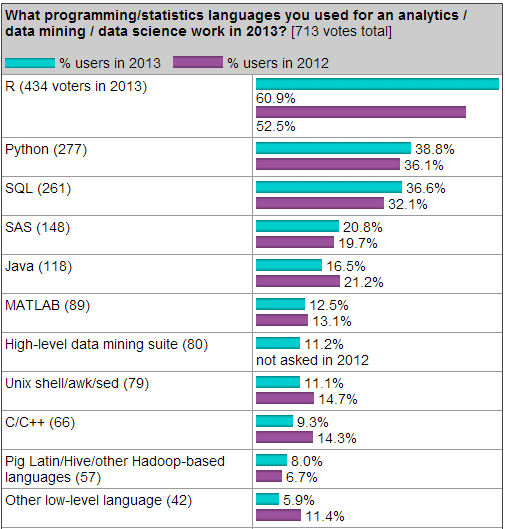 What programming/statistics languages you used for an analytics /
data mining / data science work in 2013? [713 votes total]
% users in 2013 % users in 2012
R (434 voters in 2013)
60.9%
52.5%
Python (277)
38.8%
36.1%
SQL (261)
36.6%
32.1%
SAS (148)
20.8%
19.7%
Java (118)
16.5%
21.2%
MATLAB (89)
12.5%
13.1%
High-level data mining suite (80)
11.2%
not asked in 2012
Unix shell/awk/sed (79)
11.1%
14.7%
C/C++ (66)
9.3%
14.3%
Pig Latin/Hive/other Hadoop-based
languages (57)
8.0%
6.7%
Other low-level language (42)
5.9%
11.4%